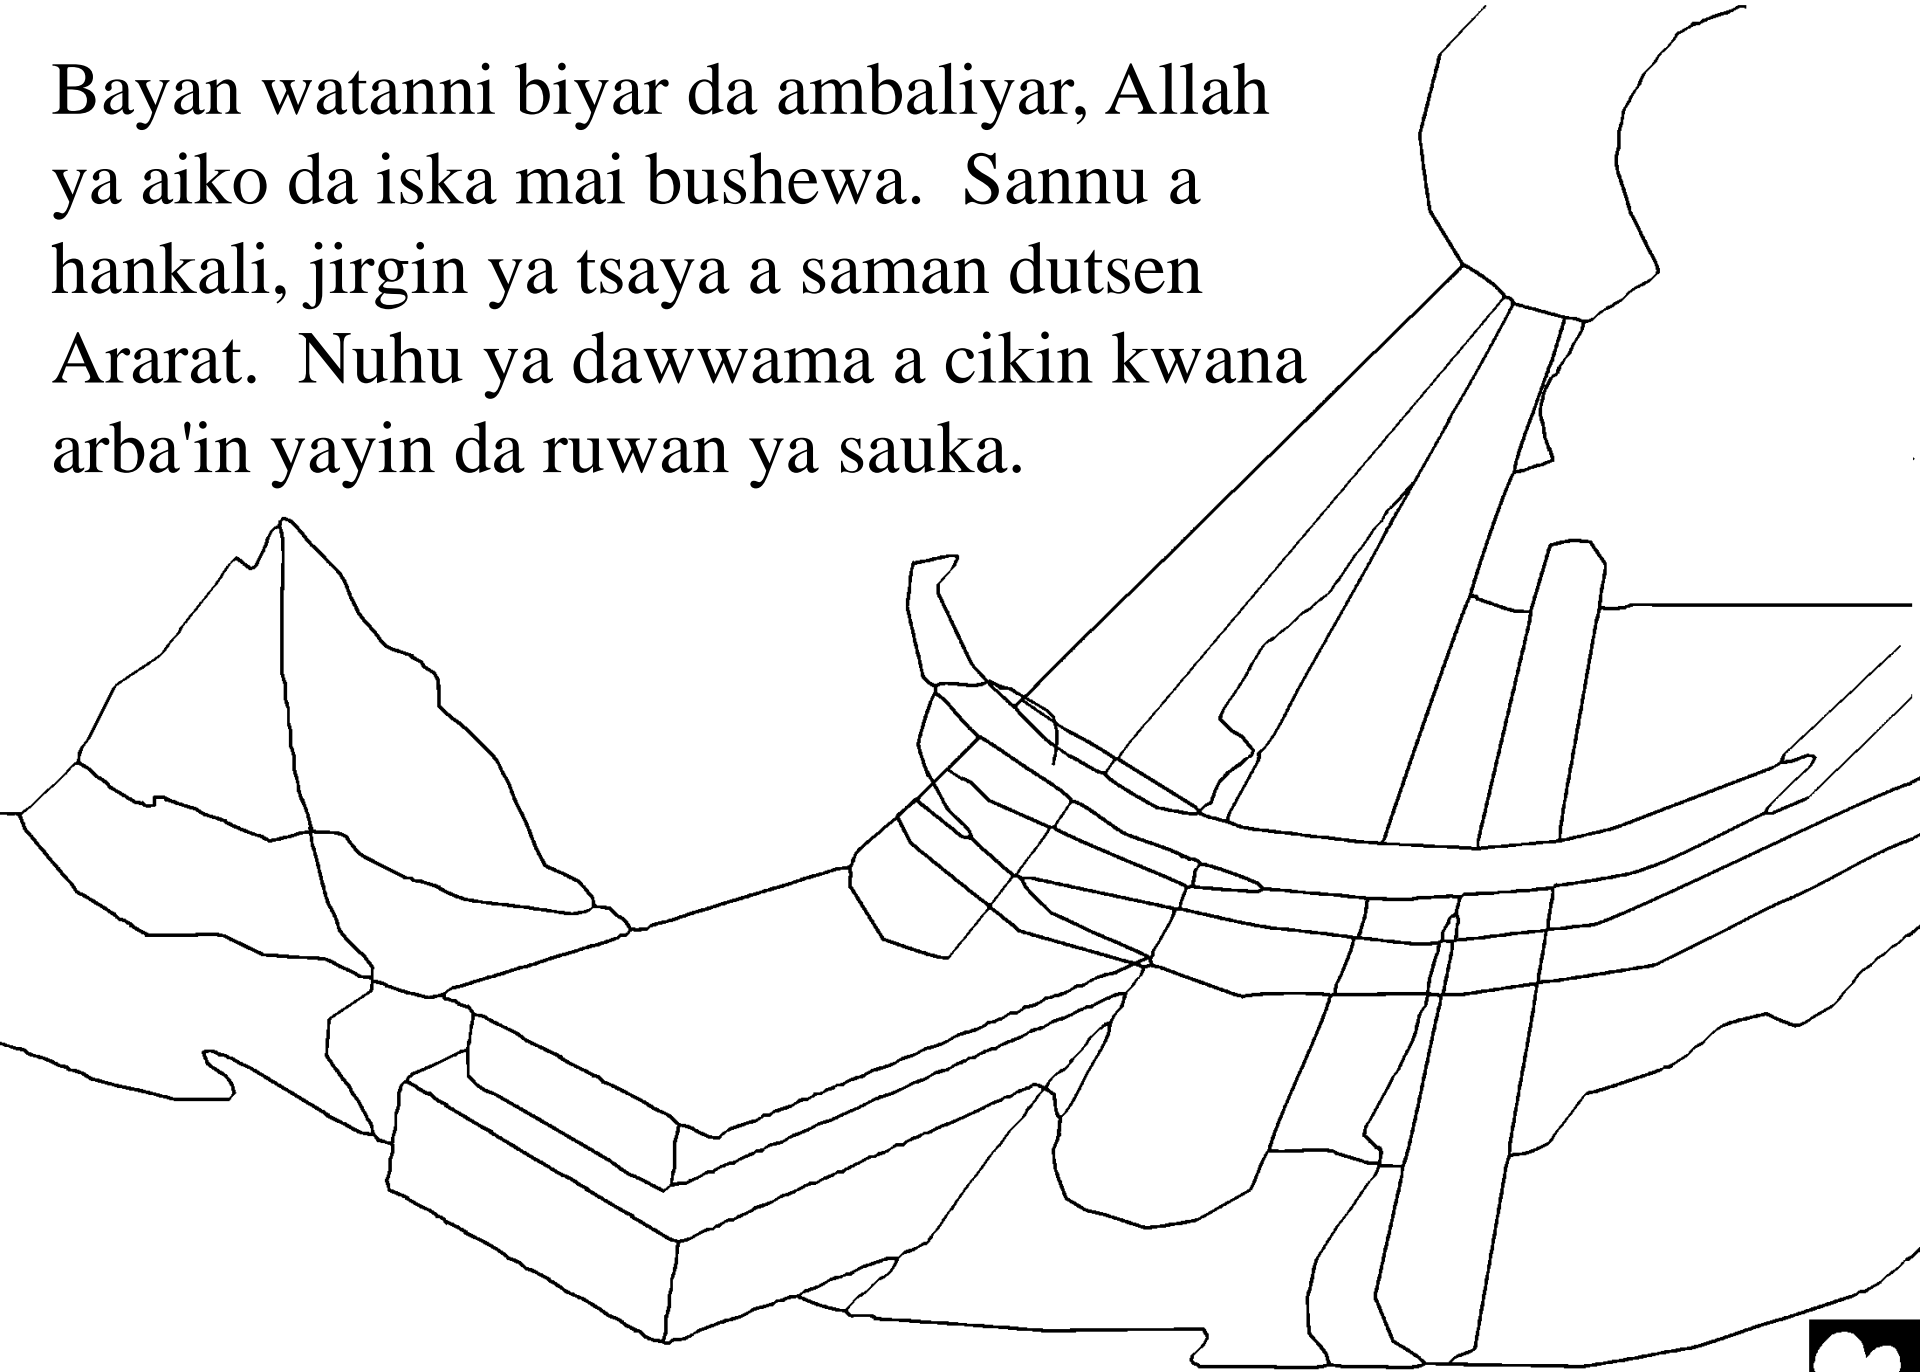 Bayan watanni biyar da ambaliyar, Allah
ya aiko da iska mai bushewa.  Sannu a
hankali, jirgin ya tsaya a saman dutsen
Ararat.  Nuhu ya dawwama a cikin kwana
arba'in yayin da ruwan ya sauka.